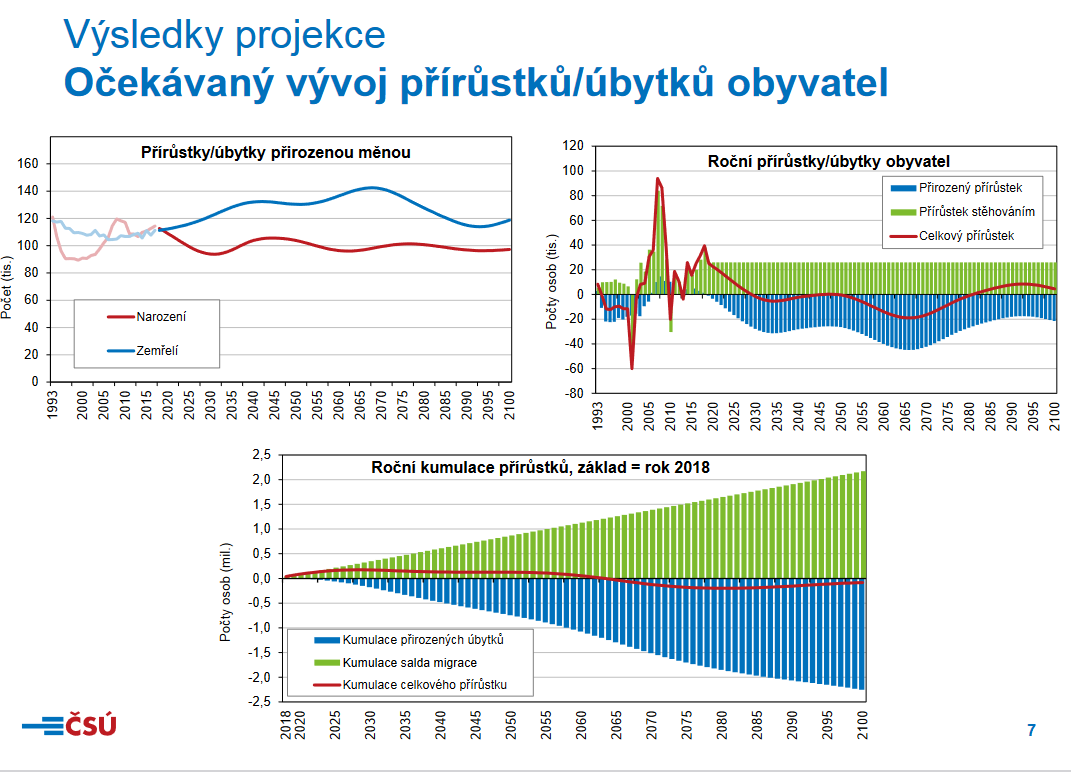 Výsledky projekce
Očekávaný vývoj přírůstků/úbytků obyvatel
Přírůstky/úbytky přirozenou měnou
Počet (tis.)
160
140
120
100
80
60
40
20
0
Narození
Zemřelí
1993 2000 2005 2010 2015 2020 2025 2030 2035 2040 2045 2050 2055 2060 2065 2070 2075 2080 2085 2090 2095 2100
Roční přírůstky/úbytky obyvatel
Počty osob (tis.)
120
100
80
60
40
20
0
-20
-40
-60
-80
Přirozený přírůstek
Přírůstek stěhováním
Celkový přírůstek
1993 2000 2005 2010 2015 2020 2025 2030 2035 2040 2045 2050 2055 2060 2065 2070 2075 2080 2085 2090 2095 2100
Roční kumulace přírůstků, základ = rok 2018
Počty osob (mil.)
2,5
2,0
1,5
1,0
0,5
0,0
-0,5
-1,0
-1,5
-2,0
-2,5
Kumulace přirozených úbytků
Kumulace salda migrace
Kumulace celkového přírůstku
2018 2020 2025 2030 2035 2040 2045 2050 2055 2060 2065 2070 2075 2080 2085 2090 2095 2100
ČSÚ
7